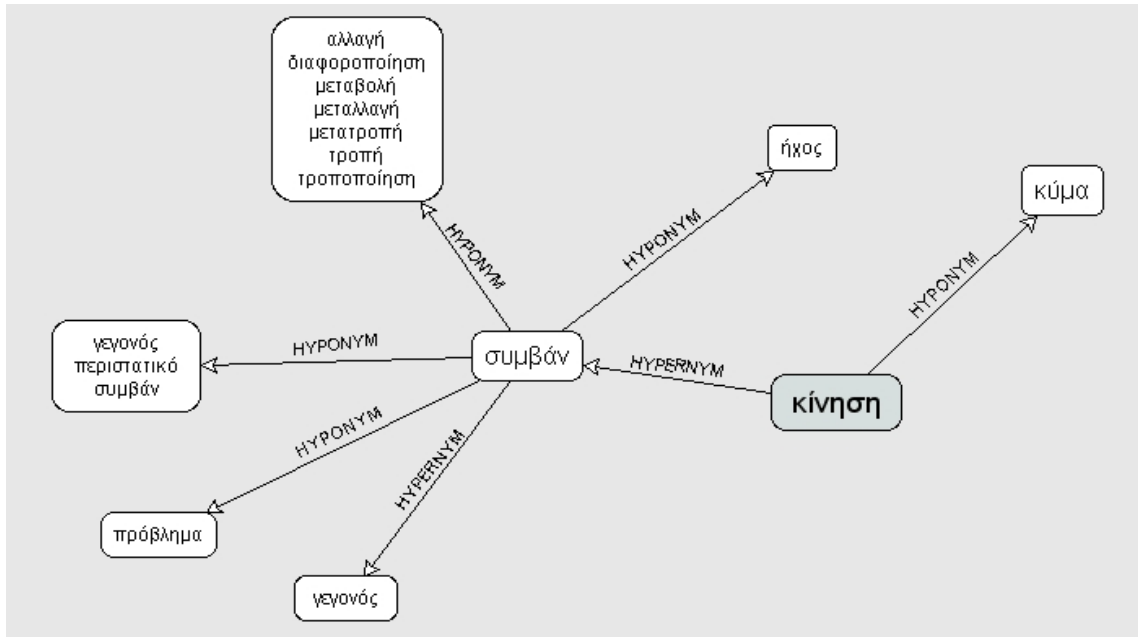 αλλαγή
διαφοροποίηση
μεταβολή
μεταλλαγή
μετατροπή
τροπή
τροποποίηση
ήχος
κύμα
HYPONYM
HYPONYM
HYPONYM
γεγονός
περιστατικό
συμβάν
HYPONYM
συμβάν
HYPERNYM
κίνηση
HYPONYM
HYPERNYM
πρόβλημα
γεγονός